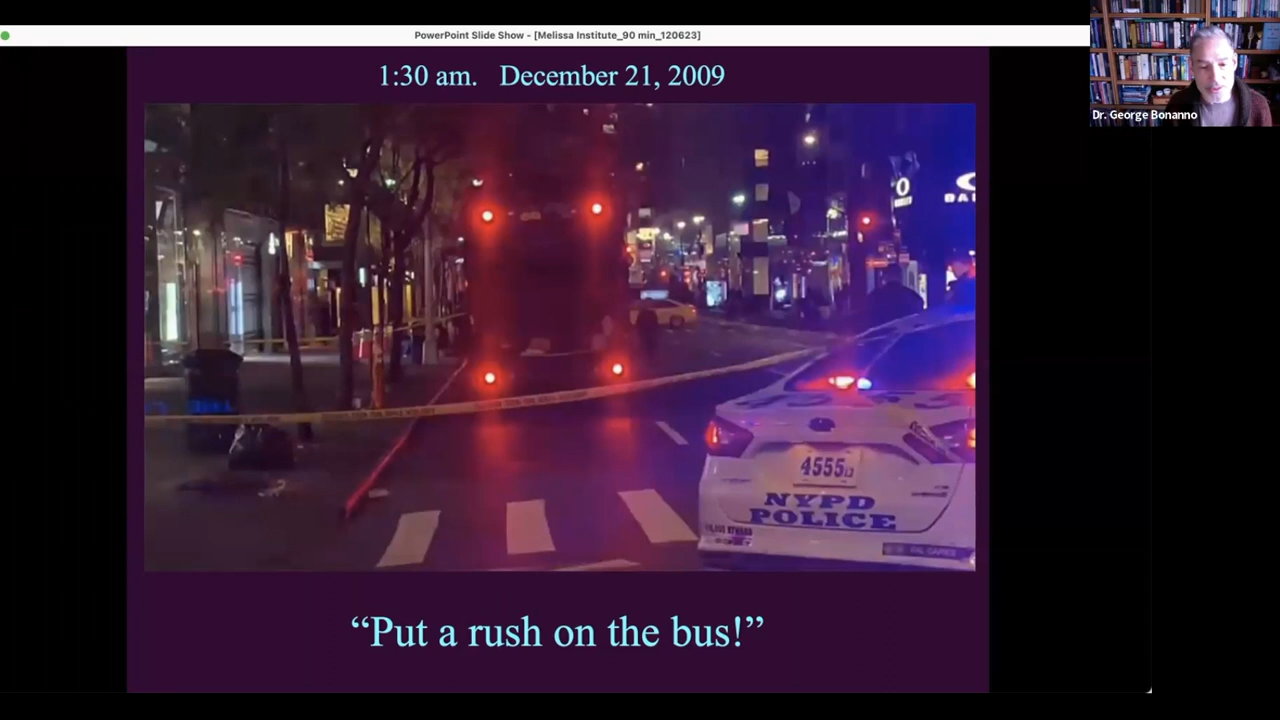 PowerPoint Slide Show - [Melissa Institute_90 min_120623]
Dr. George Bonanno
1:30 am. December 21, 2009
4555
NYPD
POLICE
“Put a rush on the bus!”